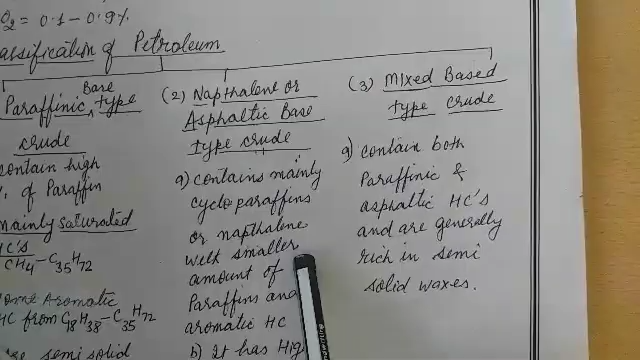 O2 = 0.1 - 0.9%
assification of Petroleum
Base
Paraffinic ^ type
crude
contain high
of Paraffin
mainly saturated
HC's
CH4 - C35H72
ome Aromatic
HC from C18H38 - C35H72
semi solid
(2) Napthalene or
Asphaltic Base
type crude
a) contains mainly
cyclo paraffins
or napthalene
with smaller
amount of
Paraffins and
aromatic HC
b) It has Hig
(3) Mixed Based
type crude
a) contain both
Paraffinic &
asphaltic HC's
and are generally
rich in semi
solid waxes.